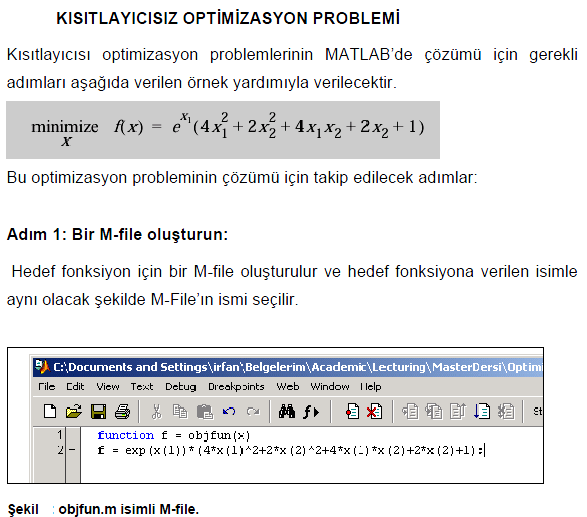 KISITLAYICISIZ OPTİMİZASYON PROBLEMİ
Kısıtlayıcısı optimizasyon problemlerinin MATLAB'de çözümü için gerekli
adımları aşağıda verilen örnek yardımıyla verilecektir.
minimize f(x) = e^{x_1}(4x_1^2 + 2x_2^2 + 4x_1x_2 + 2x_2 + 1)
x
Bu optimizasyon probleminin çözümü için takip edilecek adımlar:
Adım 1: Bir M-file oluşturun:
Hedef fonksiyon için bir M-file oluşturulur ve hedef fonksiyona verilen isimle
aynı olacak şekilde M-File'ın ismi seçilir.
C:\Documents and Settings\irfan\Belgelerim\Academic\Lecturing\MasterDersi\Optimi
File Edit View Text Debug Breakpoints Web Window Help
St
1 function f = objfun(x)
2 f = exp(x(1))*(4*x(1)^2+2*x(2)^2+4*x(1)*x(2)+2*x(2)+1);
Şekil : objfun.m isimli M-file.